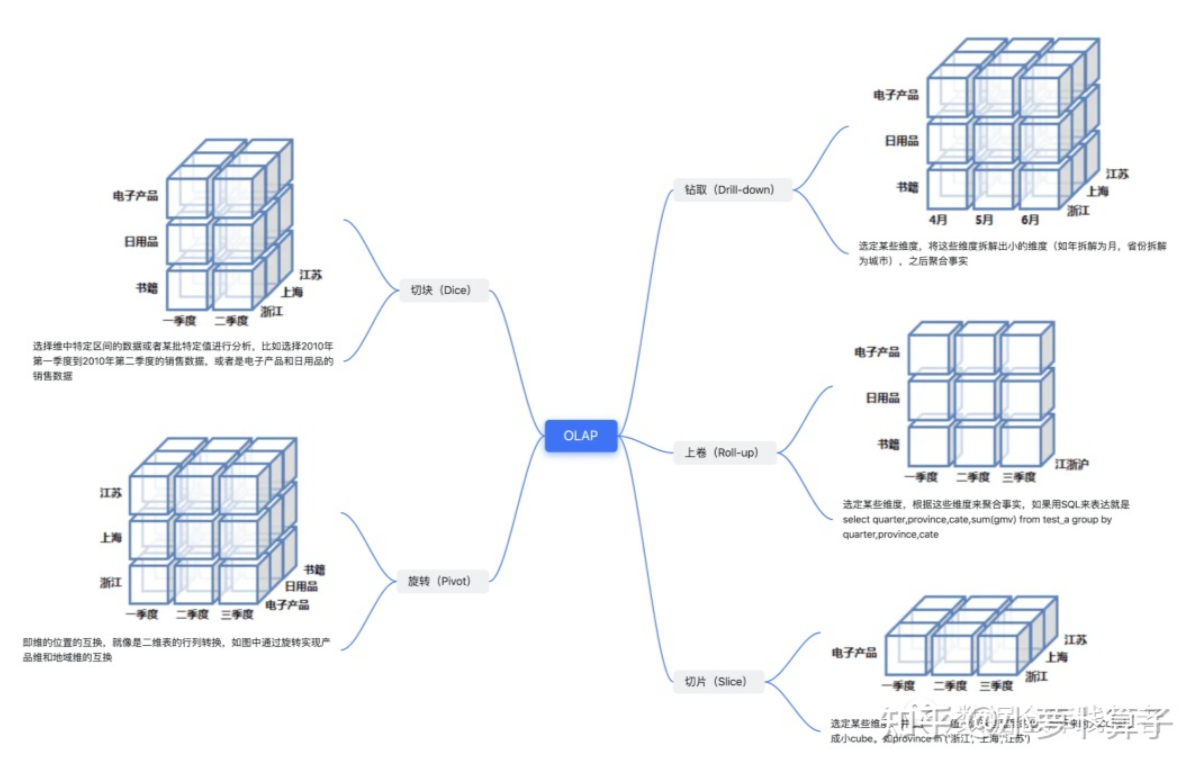 电子产品
日用品
书籍
一季度 二季度
浙江
上海
江苏
切块（Dice）
选择维中特定区间的数据或者某批特定值进行分析，比如选择2010年
第一季度到2010年第二季度的销售数据，或者是电子产品和日用品的
销售数据
江苏
上海
浙江
一季度 二季度 三季度
电子产品
日用品
书籍
旋转（Pivot）
即维的位置的互换，就像是二维表的行列转换，如图中通过旋转实现产
品维和地域维的互换
OLAP
电子产品
日用品
书籍
4月 5月 6月
浙江
上海
江苏
钻取（Drill-down）
选定某些维度，将这些维度拆解出小的维度（如年拆解为月，省份拆解
为城市），之后聚合事实
电子产品
日用品
书籍
一季度 二季度 三季度
江浙沪
上卷（Roll-up）
选定某些维度，根据这些维度来聚合事实，如果用SQL来表达就是
select quarter,province,cate,sum(gmv) from test_a group by
quarter,province,cate
电子产品
一季度 二季度 三季度
浙江
上海
江苏
切片（Slice）
选定某些维
成小cube。如province in ('浙江','上海','江苏')
知乎
算子